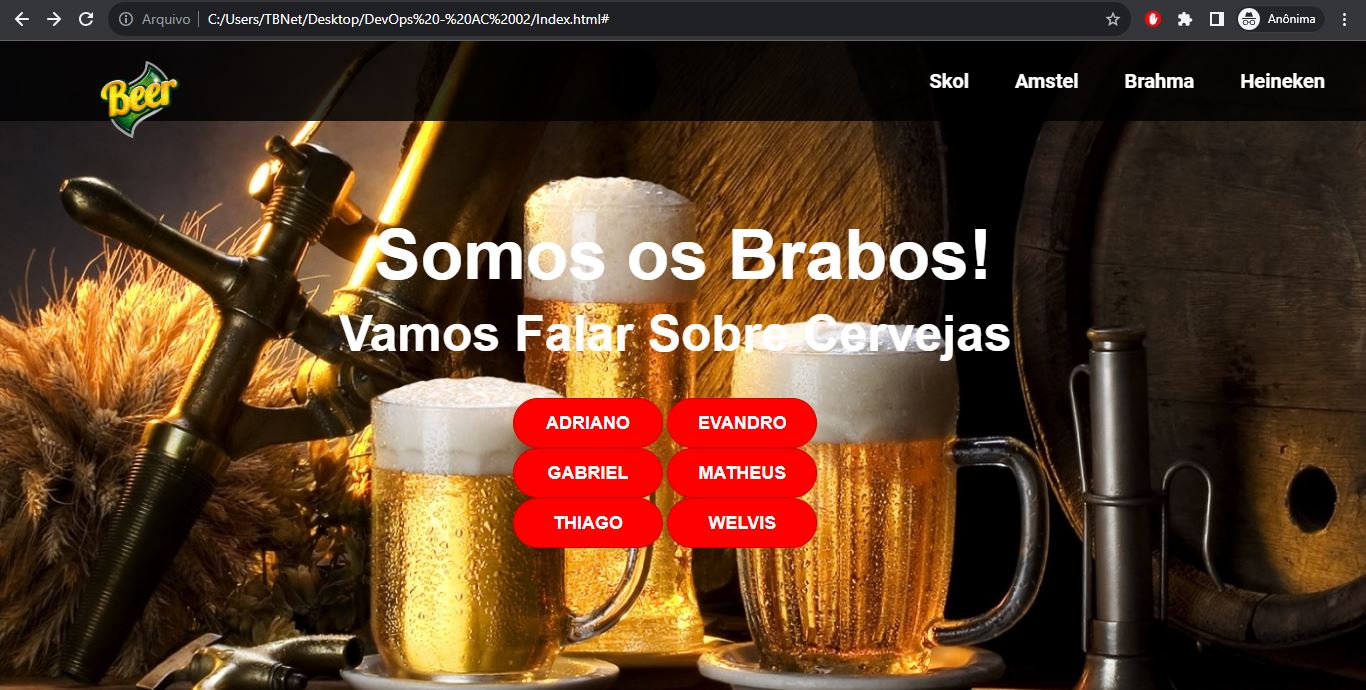 Arquivo | C:/Users/TBNet/Desktop/DevOps%20-%20AC%2002/Index.html#
Anônima
Beer
Skol Amstel Brahma Heineken
Somos os Brabos!
Vamos Falar Sobre Cervejas
ADRIANO EVANDRO
GABRIEL MATHEUS
THIAGO WELVIS